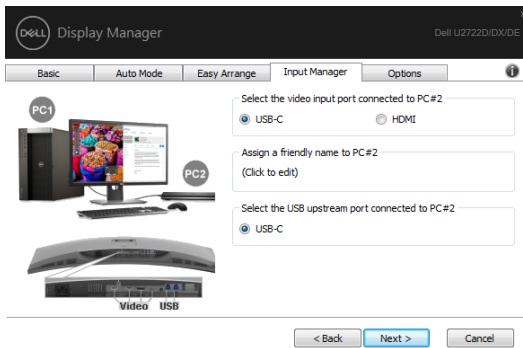 DELL Display Manager
Dell U2722D/DX/DE
Basic Auto Mode Easy Arrange Input Manager Options
Select the video input port connected to PC#2
USB-C HDMI
Assign a friendly name to PC#2
(Click to edit)
Select the USB upstream port connected to PC#2
USB-C
PC1
PC2
Video USB
< Back Next > Cancel